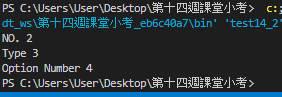 PS C:\Users\User\Desktop\第十四週課堂小考>  c:;
dt_ws\第十四週課堂小考_eb6c40a7\bin' 'test14_2'
NO. 2
Type 3
Option Number 4
PS C:\Users\User\Desktop\第十四週課堂小考>